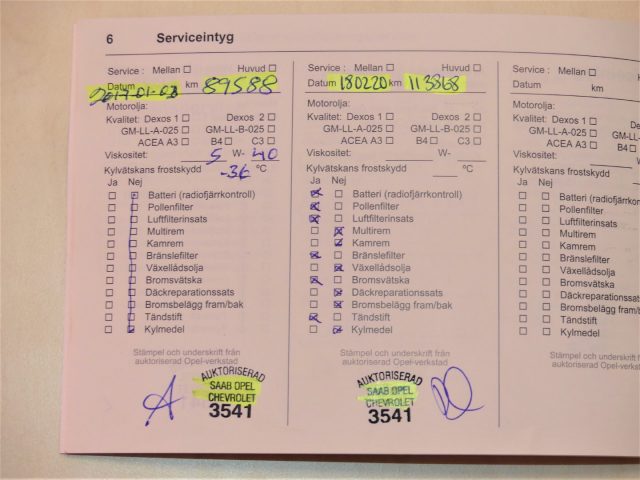 6 Serviceintyg
Service : Mellan Huvud
Datum 2017-01-03 km 89588
Motorolja:
Kvalitet: Dexos 1 Dexos 2
GM-LL-A-025 GM-LL-B-025
ACEA A3 B4 C3
Viskositet: 5 W- 40
Kylvätskans frostskydd -36 °C
Ja Nej
Batteri (radiofjärrkontroll)
Pollenfilter
Luftfilterinsats
Multirem
Kamrem
Bränslefilter
Växellådsolja
Bromsvätska
Däckreparationssats
Bromsbelägg fram/bak
Tändstift
Kylmedel
Stämpel och underskrift från
auktoriserad Opel-verkstad
AUKTORISERAD
SAAB OPEL
CHEVROLET
3541
Service : Mellan Huvud
Datum 180220 km 113868
Motorolja:
Kvalitet: Dexos 1 Dexos 2
GM-LL-A-025 GM-LL-B-025
ACEA A3 B4 C3
Viskositet: W-
Kylvätskans frostskydd °C
Ja Nej
Batteri (radiofjärrkontroll)
Pollenfilter
Luftfilterinsats
Multirem
Kamrem
Bränslefilter
Växellådsolja
Bromsvätska
Däckreparationssats
Bromsbelägg fram/bak
Tändstift
Kylmedel
Stämpel och underskrift från
auktoriserad Opel-verkstad
AUKTORISERAD
SAAB OPEL
CHEVROLET
3541
Service : Mellan
Datum km
Motorolja:
Kvalitet: Dexos 1
GM-LL-A-025
ACEA A3
Viskositet:
Kylvätskans frostskydd
Ja Nej
Batteri (radiofjärrkontroll)
Pollenfilter
Luftfilterinsats
Multirem
Kamrem
Bränslefilter
Växellådsolja
Bromsvätska
Däckreparationssats
Bromsbelägg fram/bak
Tändstift
Kylmedel
Stämpel och underskrift från
auktoriserad Opel-verkstad